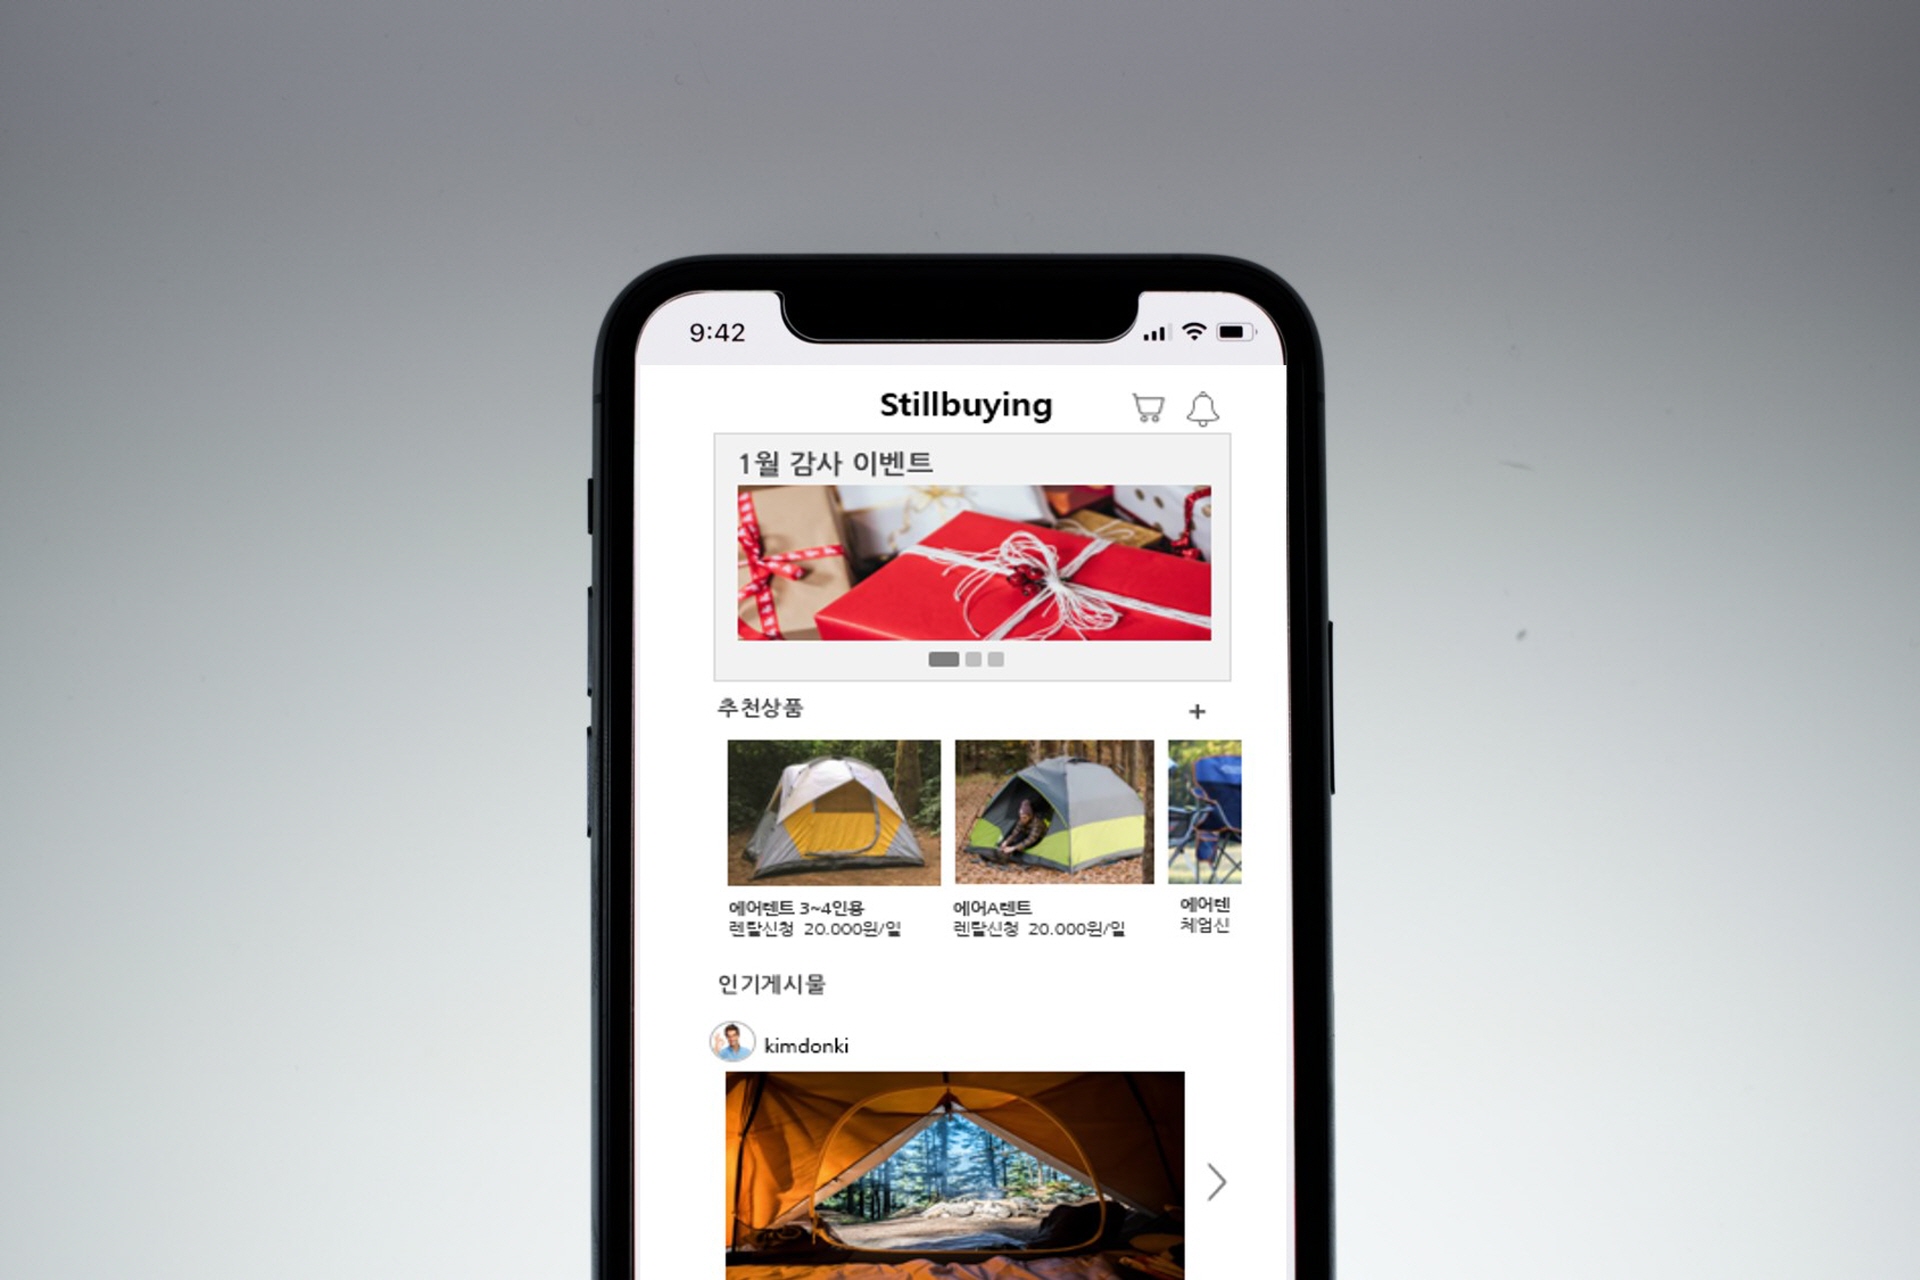 9:42
Stillbuying
1월 감사 이벤트
추천상품
+
에어텐트 3~4인용
렌탈신청 20.000원/일
에어A텐트
렌탈신청 20.000원/일
에어텐
체험신
인기게시물
kimdonki